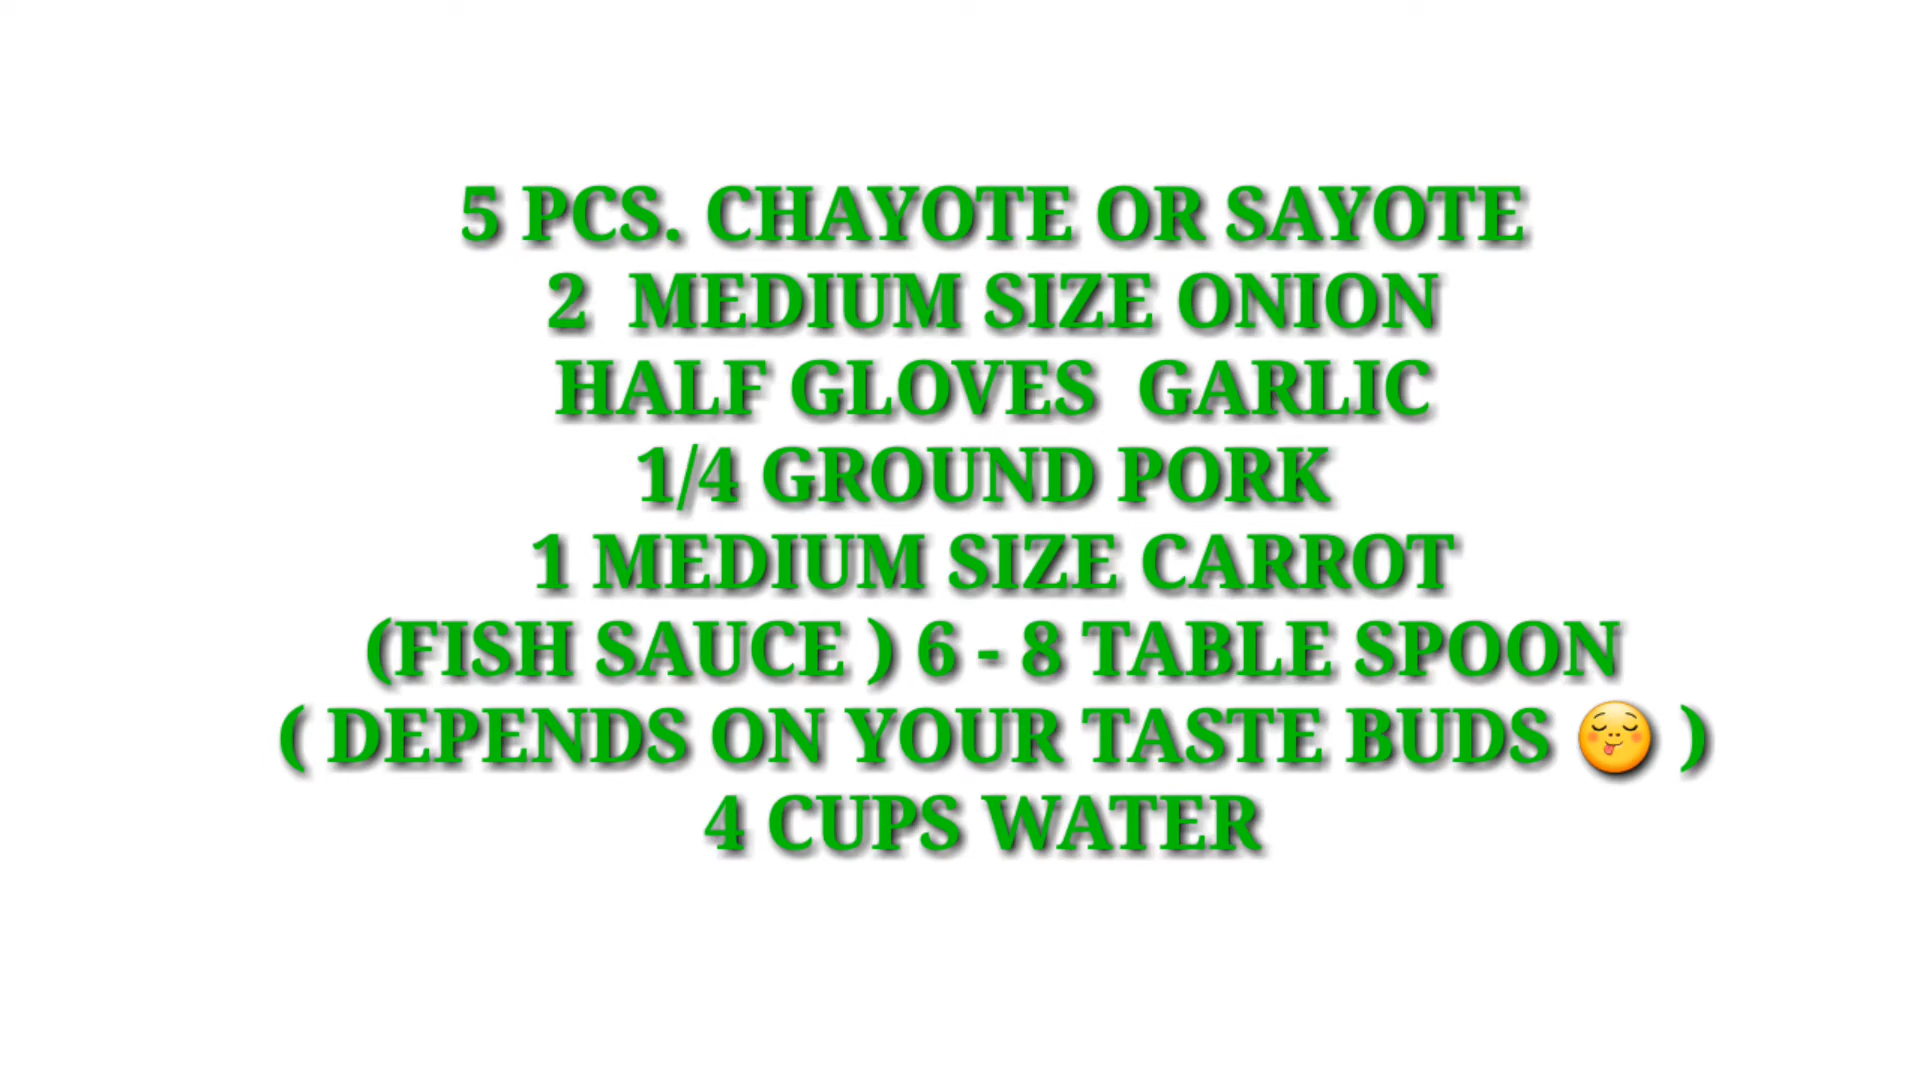 5 PCS. CHAYOTE OR SAYOTE
2 MEDIUM SIZE ONION
HALF GLOVES GARLIC
1/4 GROUND PORK
1 MEDIUM SIZE CARROT
(FISH SAUCE ) 6 - 8 TABLE SPOON
( DEPENDS ON YOUR TASTE BUDS 😋 )
4 CUPS WATER